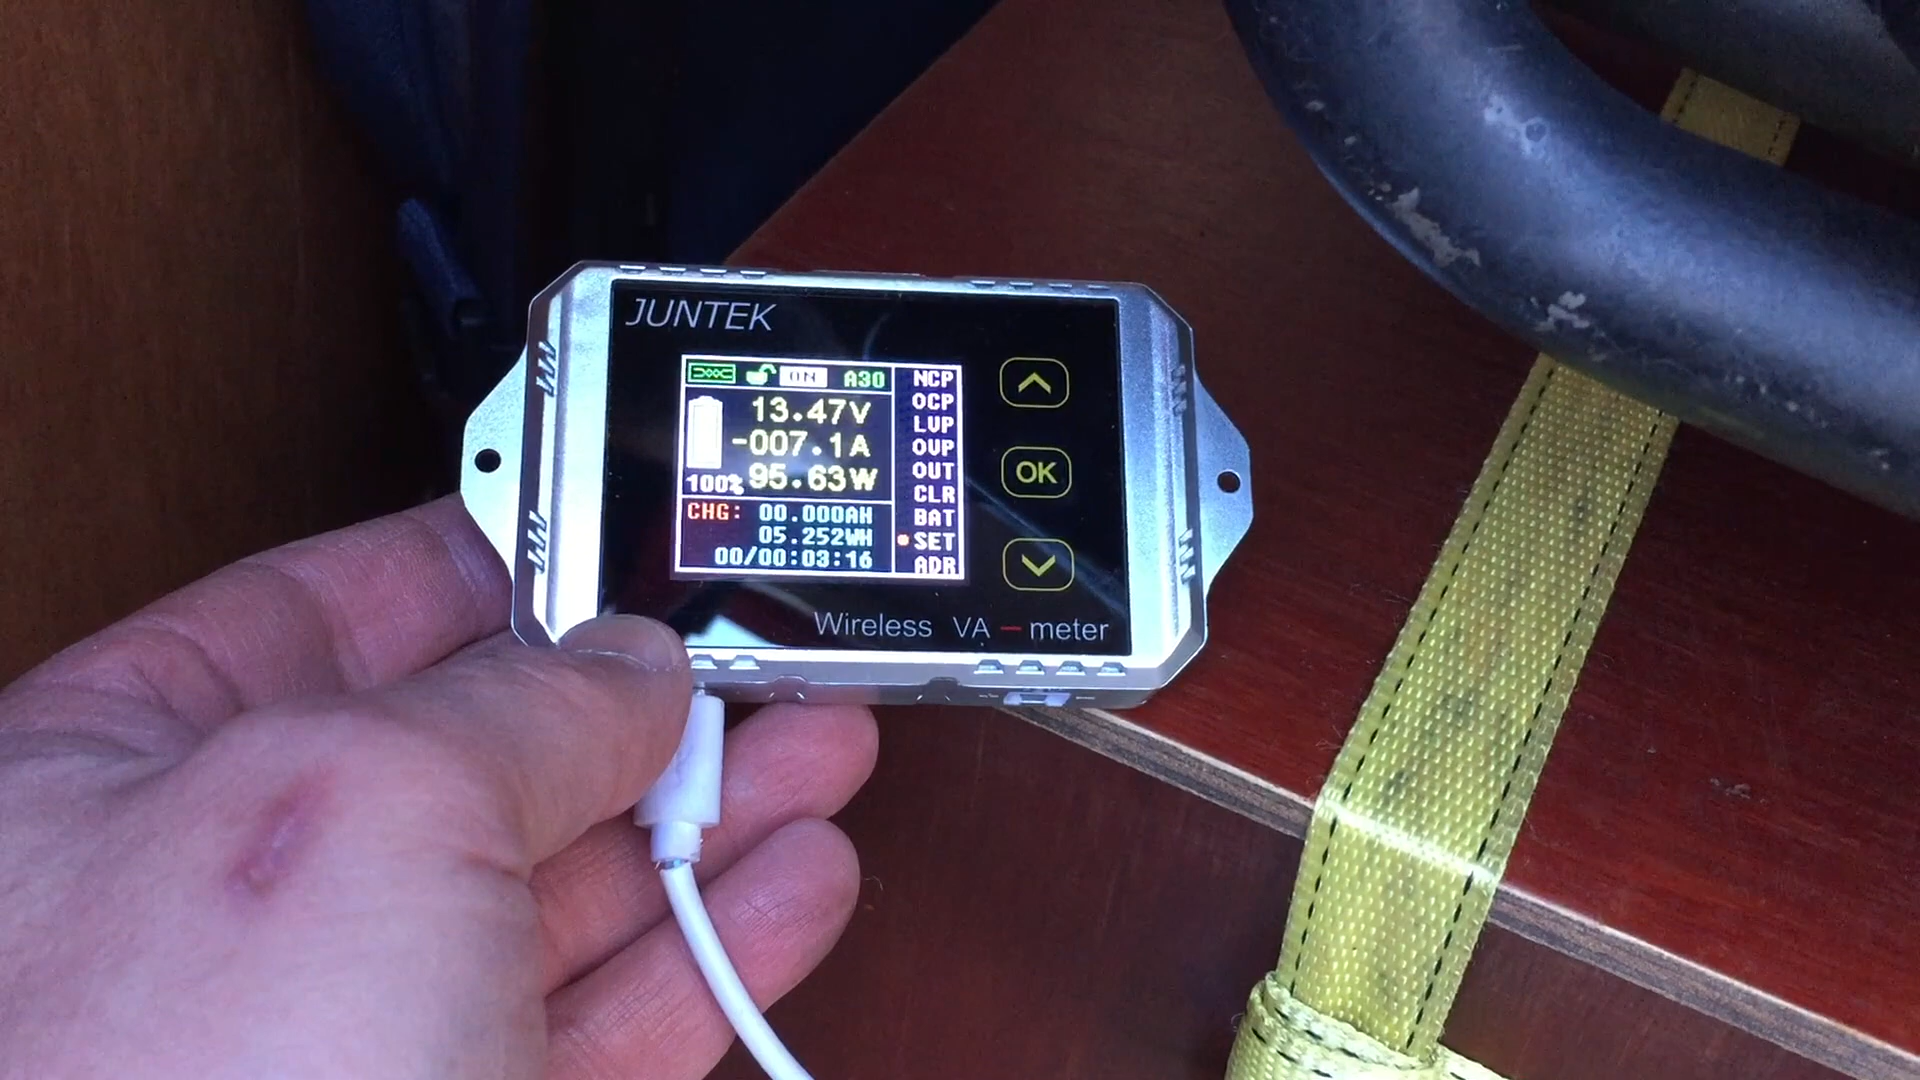 JUNTEK
ON A30
13.47V
-007.1A
95.63W
100%
CHG: 00.000AH
05.252WH
00/00:03:16
NCP
OCP
LVP
OVP
OUT
CLR
BAT
SET
ADR
OK
Wireless VA - meter